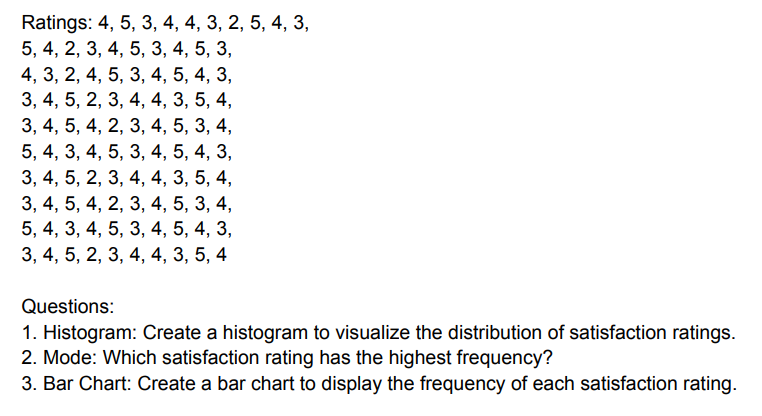 Ratings: 4, 5, 3, 4, 4, 3, 2, 5, 4, 3,
5, 4, 2, 3, 4, 5, 3, 4, 5, 3,
4, 3, 2, 4, 5, 3, 4, 5, 4, 3,
3, 4, 5, 2, 3, 4, 4, 3, 5, 4,
3, 4, 5, 4, 2, 3, 4, 5, 3, 4,
5, 4, 3, 4, 5, 3, 4, 5, 4, 3,
3, 4, 5, 2, 3, 4, 4, 3, 5, 4,
3, 4, 5, 4, 2, 3, 4, 5, 3, 4,
5, 4, 3, 4, 5, 3, 4, 5, 4, 3,
3, 4, 5, 2, 3, 4, 4, 3, 5, 4
Questions:
1. Histogram: Create a histogram to visualize the distribution of satisfaction ratings.
2. Mode: Which satisfaction rating has the highest frequency?
3. Bar Chart: Create a bar chart to display the frequency of each satisfaction rating.